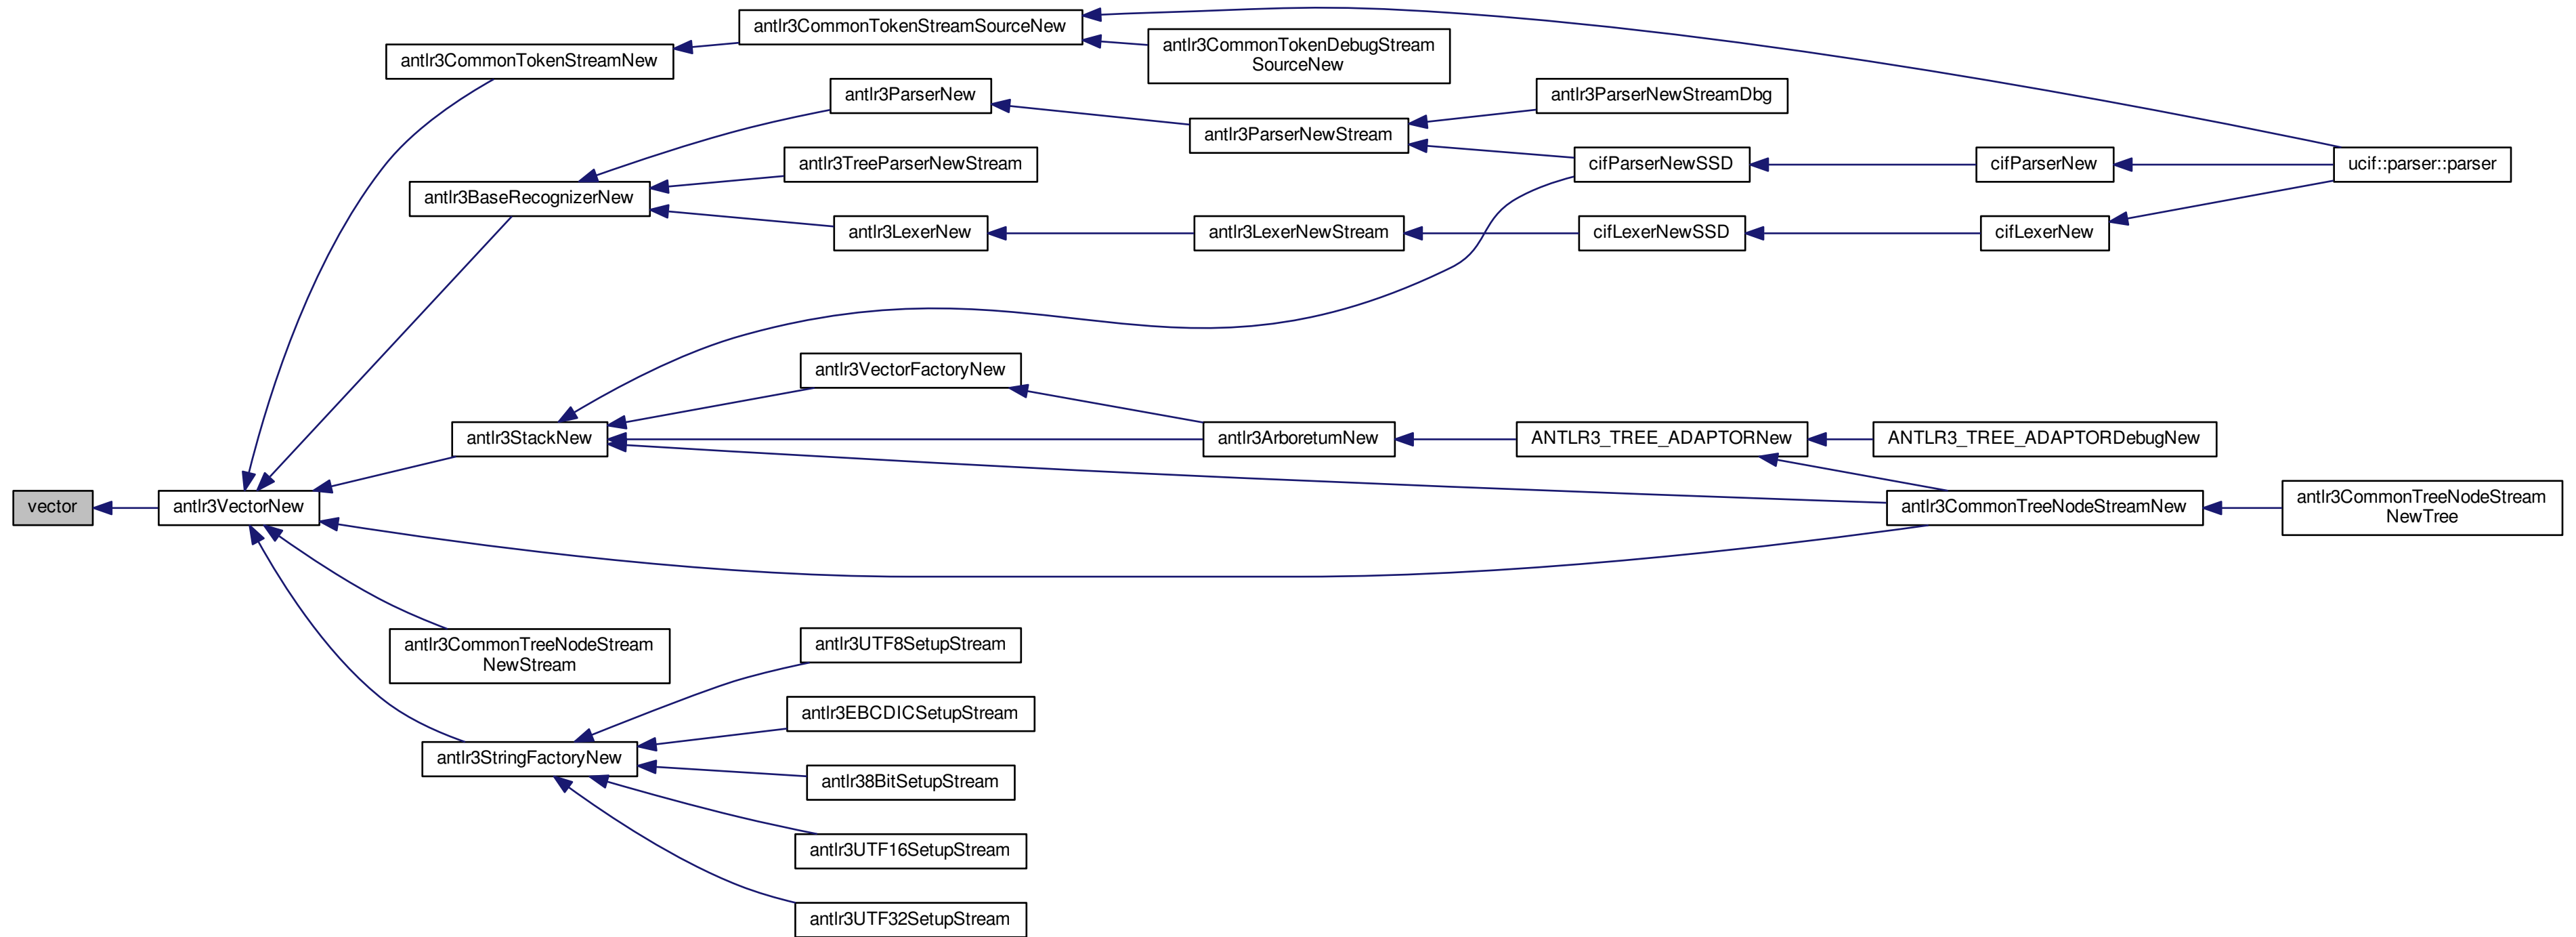 antlr3CommonTokenStreamSourceNew
antlr3CommonTokenDebugStream
SourceNew
antlr3CommonTokenStreamNew
antlr3ParserNew
antlr3ParserNewStreamDbg
antlr3ParserNewStream
antlr3TreeParserNewStream
cifParserNewSSD
cifParserNew
ucif::parser::parser
antlr3BaseRecognizerNew
antlr3LexerNew
antlr3LexerNewStream
cifLexerNewSSD
cifLexerNew
antlr3VectorFactoryNew
antlr3StackNew
antlr3ArboretumNew
ANTLR3_TREE_ADAPTORNew
ANTLR3_TREE_ADAPTORDebugNew
vector
antlr3VectorNew
antlr3CommonTreeNodeStreamNew
antlr3CommonTreeNodeStream
NewTree
antlr3CommonTreeNodeStream
NewStream
antlr3UTF8SetupStream
antlr3EBCDICSetupStream
antlr3StringFactoryNew
antlr38BitSetupStream
antlr3UTF16SetupStream
antlr3UTF32SetupStream